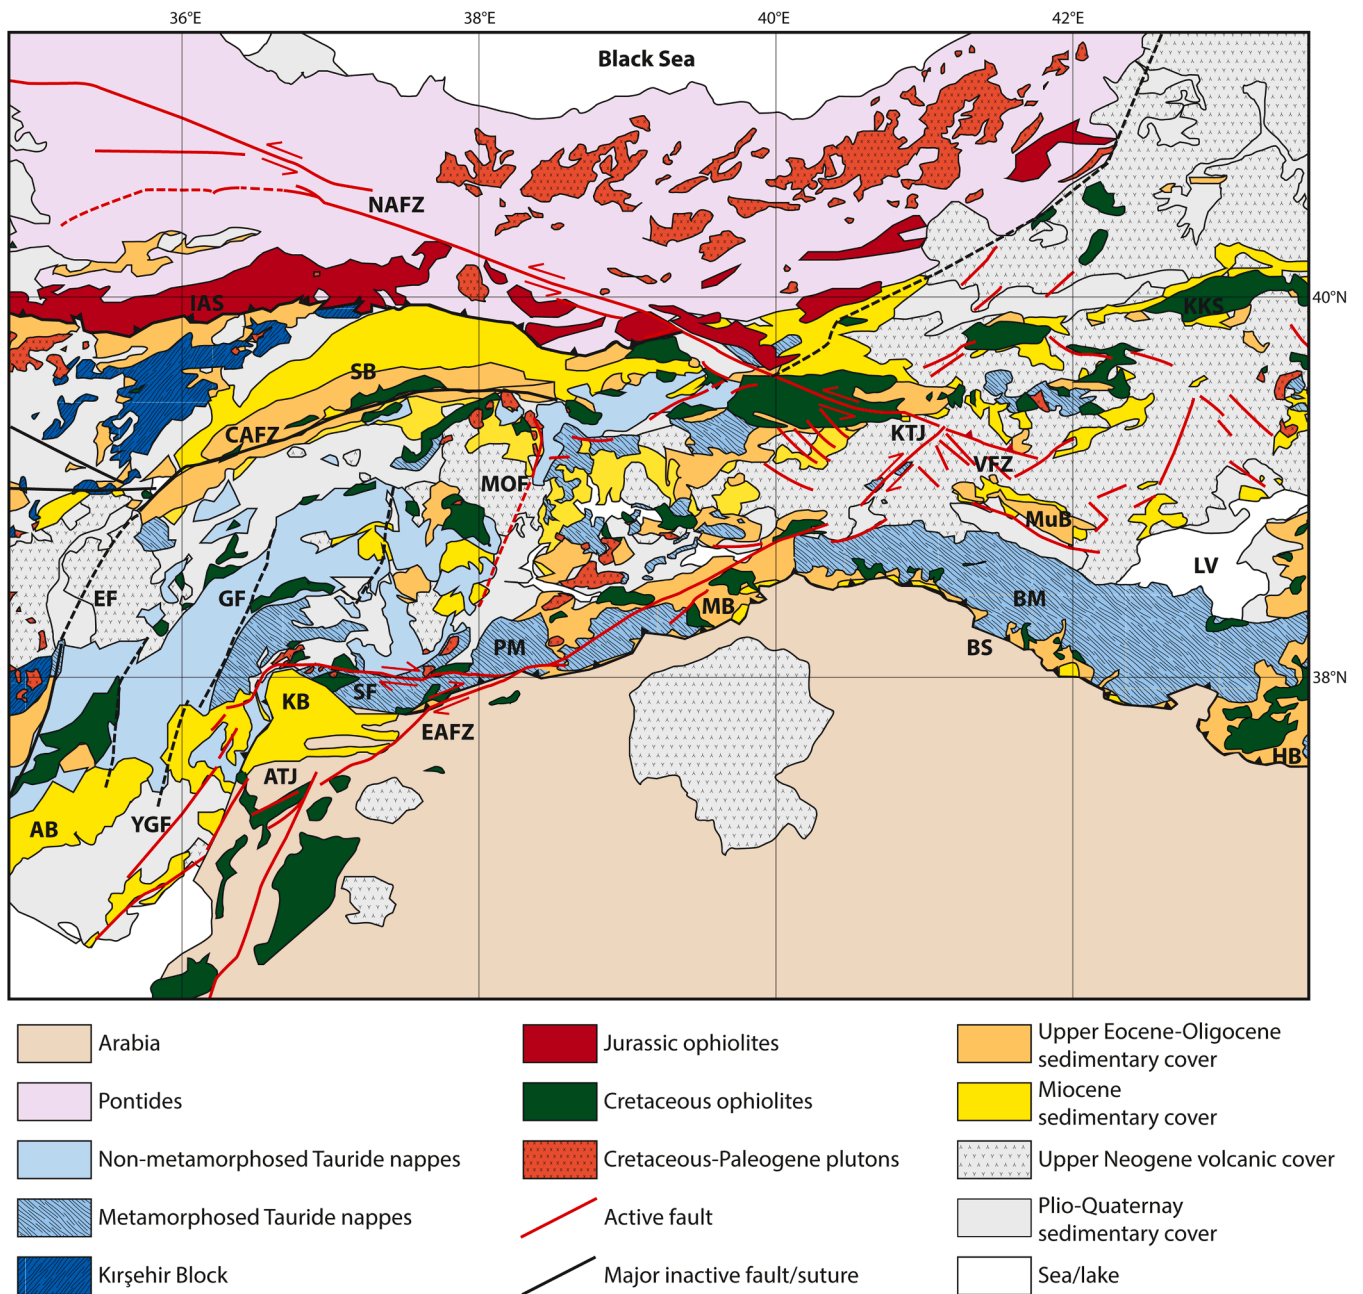 36°E
38°E
40°E
42°E
Black Sea
NAFZ
IAS
40°N
KKS
SB
CAFZ
KTJ
VFZ
MOF
MuB
LV
EF
GF
MB
BM
PM
BS
38°N
SF
KB
EAFZ
HB
ATJ
AB
YGF
Arabia
Pontides
Non-metamorphosed Tauride nappes
Metamorphosed Tauride nappes
Kırşehir Block
Jurassic ophiolites
Cretaceous ophiolites
Cretaceous-Paleogene plutons
Active fault
Major inactive fault/suture
Upper Eocene-Oligocene
sedimentary cover
Miocene
sedimentary cover
Upper Neogene volcanic cover
Plio-Quaternay
sedimentary cover
Sea/lake